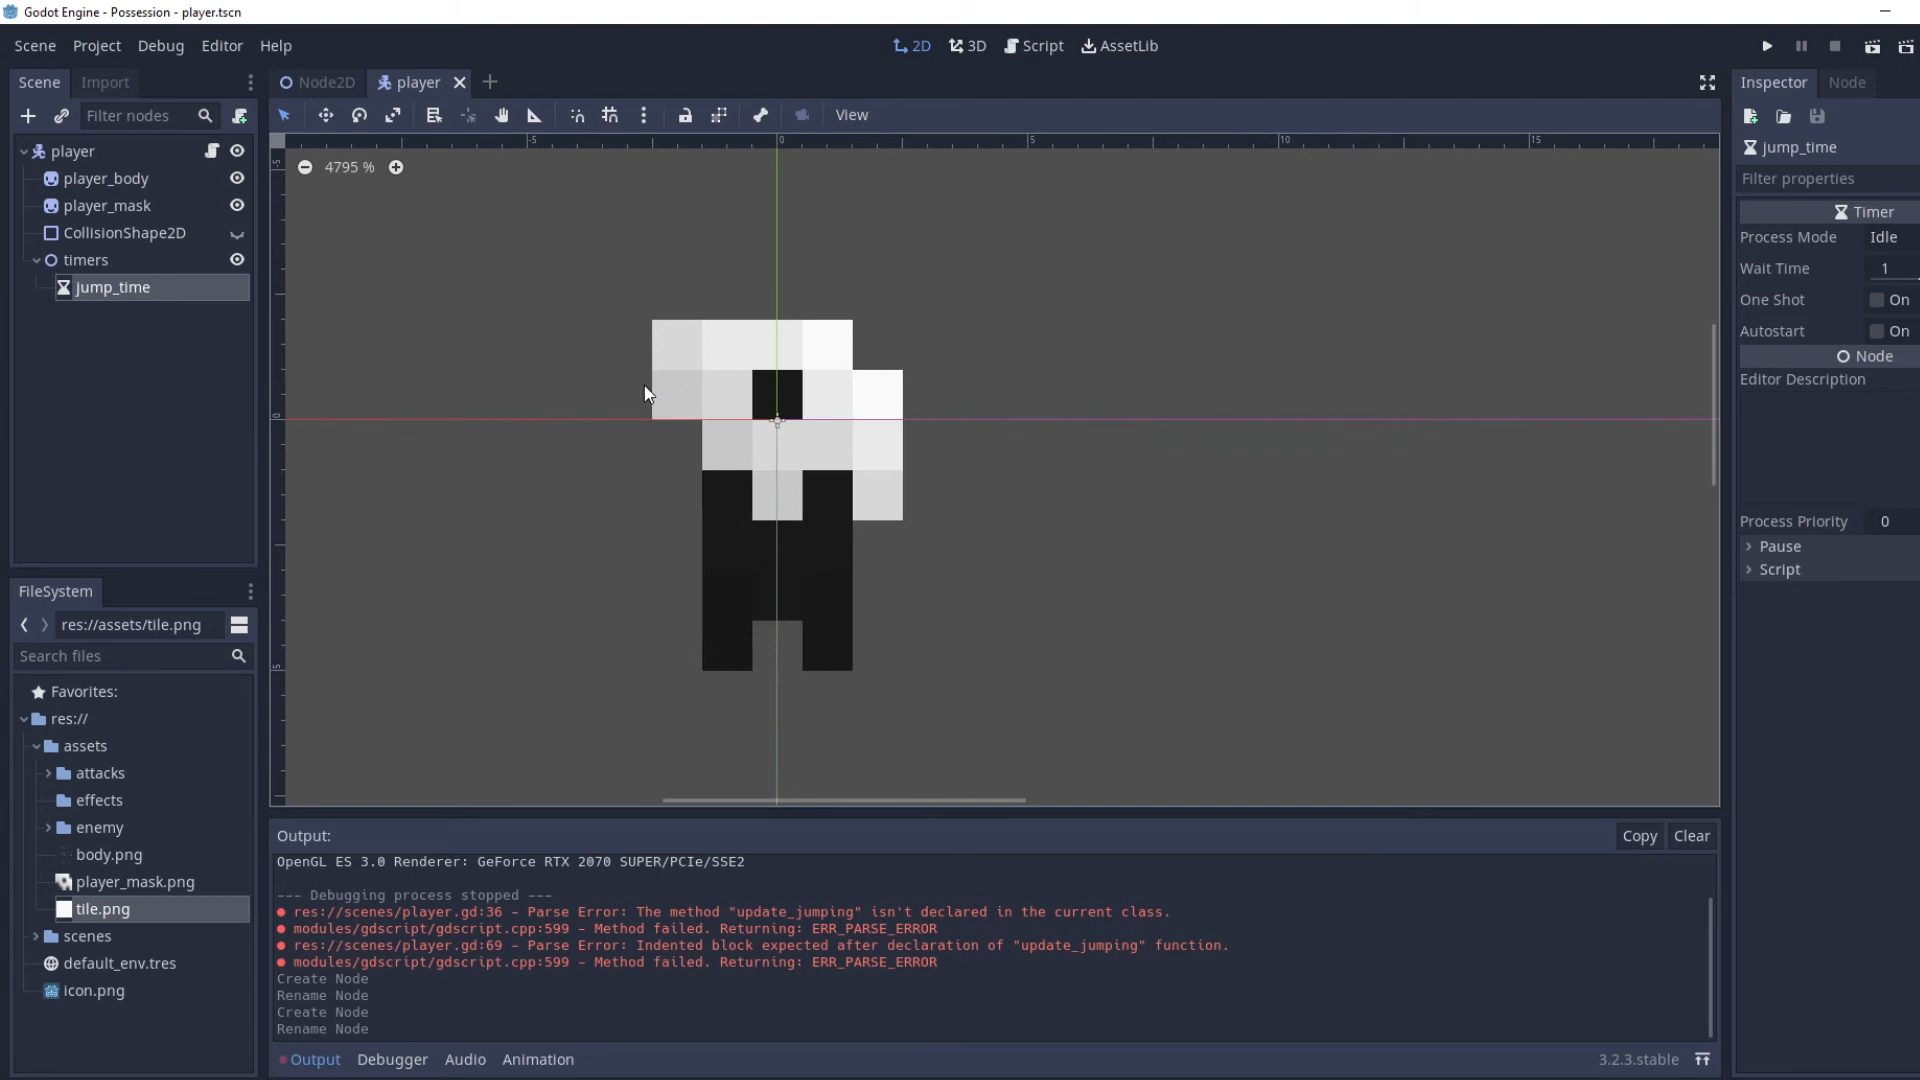 Godot Engine - Possession - player.tscn
Scene Project Debug Editor Help
2D 3D Script AssetLib
Scene Import
Node2D player
Inspector Node
Filter nodes
View
player
player_body
player_mask
CollisionShape2D
timers
jump_time
-5 0 5 10 15
-5
4795 %
0
5
jump_time
Filter properties
Timer
Process Mode Idle
Wait Time 1
One Shot On
Autostart On
Node
Editor Description
Process Priority 0
Pause
Script
FileSystem
res://assets/tile.png
Search files
Favorites:
res://
assets
attacks
effects
enemy
body.png
player_mask.png
tile.png
scenes
default_env.tres
icon.png
Output:
Copy Clear
OpenGL ES 3.0 Renderer: GeForce RTX 2070 SUPER/PCIe/SSE2
--- Debugging process stopped ---
res://scenes/player.gd:36 - Parse Error: The method "update_jumping" isn't declared in the current class.
modules/gdscript/gdscript.cpp:599 - Method failed. Returning: ERR_PARSE_ERROR
res://scenes/player.gd:69 - Parse Error: Indented block expected after declaration of "update_jumping" function.
modules/gdscript/gdscript.cpp:599 - Method failed. Returning: ERR_PARSE_ERROR
Create Node
Rename Node
Create Node
Rename Node
Output Debugger Audio Animation
3.2.3.stable